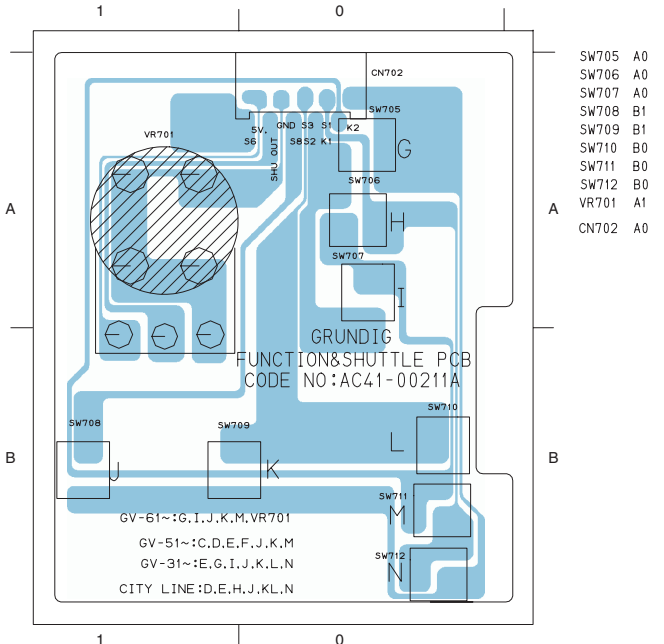 1 0
CN702
SW705 A0
SW706 A0
SW707 A0
SW708 B1
SW709 B1
SW710 B0
SW711 B0
SW712 B0
VR701 A1
CN702 A0
SW705
VR701
5V. GND S3 S1 K2
S6 SHU OUT S8 S2 K1
G
SW706
A A
H
SW707
I
GRUNDIG
FUNCTION&SHUTTLE PCB
CODE NO:AC41-00211A
SW710
SW708 SW709
L
B B
J K
SW711
M
GV-61~:G.I.J.K.M.VR701
GV-51~:C.D.E.F.J.K.M
SW712
GV-31~:E.G.I.J.K.L.N
N
CITY LINE:D.E.H.J.KL.N
1 0